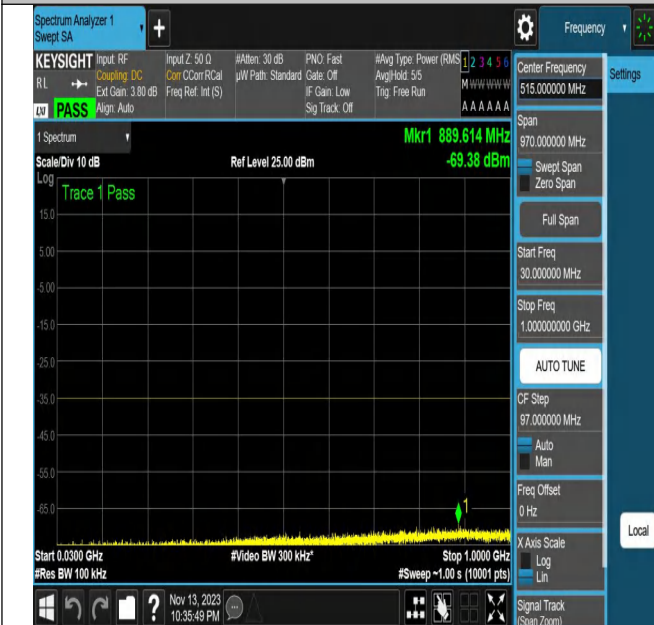 Spectrum Analyzer 1
Swept SA
+
Frequency
KEYSIGHT
RL
LXI PASS
Input: RF
Coupling: DC
Ext Gain: 3.80 dB
Align: Auto
Input Z: 50 Ω
Corr CCorr RCal
Freq Ref: Int (S)
#Atten: 30 dB
µW Path: Standard
PNO: Fast
Gate: Off
IF Gain: Low
Sig Track: Off
#Avg Type: Power (RMS
Avg|Hold: 5/5
Trig: Free Run
1 2 3 4 5 6
M W W W W W
A A A A A A
1 Spectrum
Mkr1 889.614 MHz
Scale/Div 10 dB
Ref Level 25.00 dBm
-69.38 dBm
Log
Trace 1 Pass
15.0
5.00
-5.00
-15.0
-25.0
-35.0
-45.0
-55.0
-65.0
1
Start 0.0300 GHz
#Video BW 300 kHz*
Stop 1.0000 GHz
#Res BW 100 kHz
#Sweep ~1.00 s (10001 pts)
?
Nov 13, 2023
10:35:49 PM
Center Frequency
515.000000 MHz
Settings
Span
970.000000 MHz
Swept Span
Zero Span
Full Span
Start Freq
30.000000 MHz
Stop Freq
1.000000000 GHz
AUTO TUNE
CF Step
97.000000 MHz
Auto
Man
Freq Offset
0 Hz
Local
X Axis Scale
Log
Lin
Signal Track
(Span Zoom)